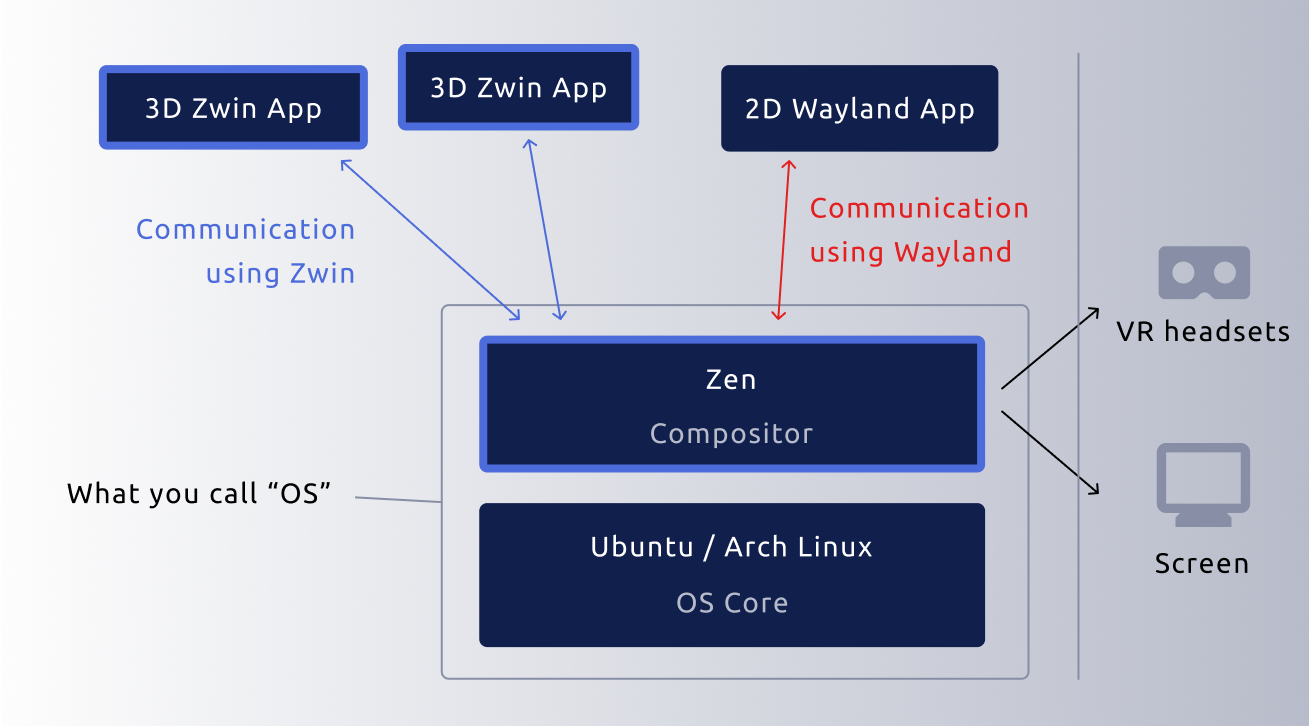 3D Zwin App
3D Zwin App
2D Wayland App
Communication
using Zwin
Communication
using Wayland
VR headsets
Zen
Compositor
What you call “OS”
Ubuntu / Arch Linux
OS Core
Screen